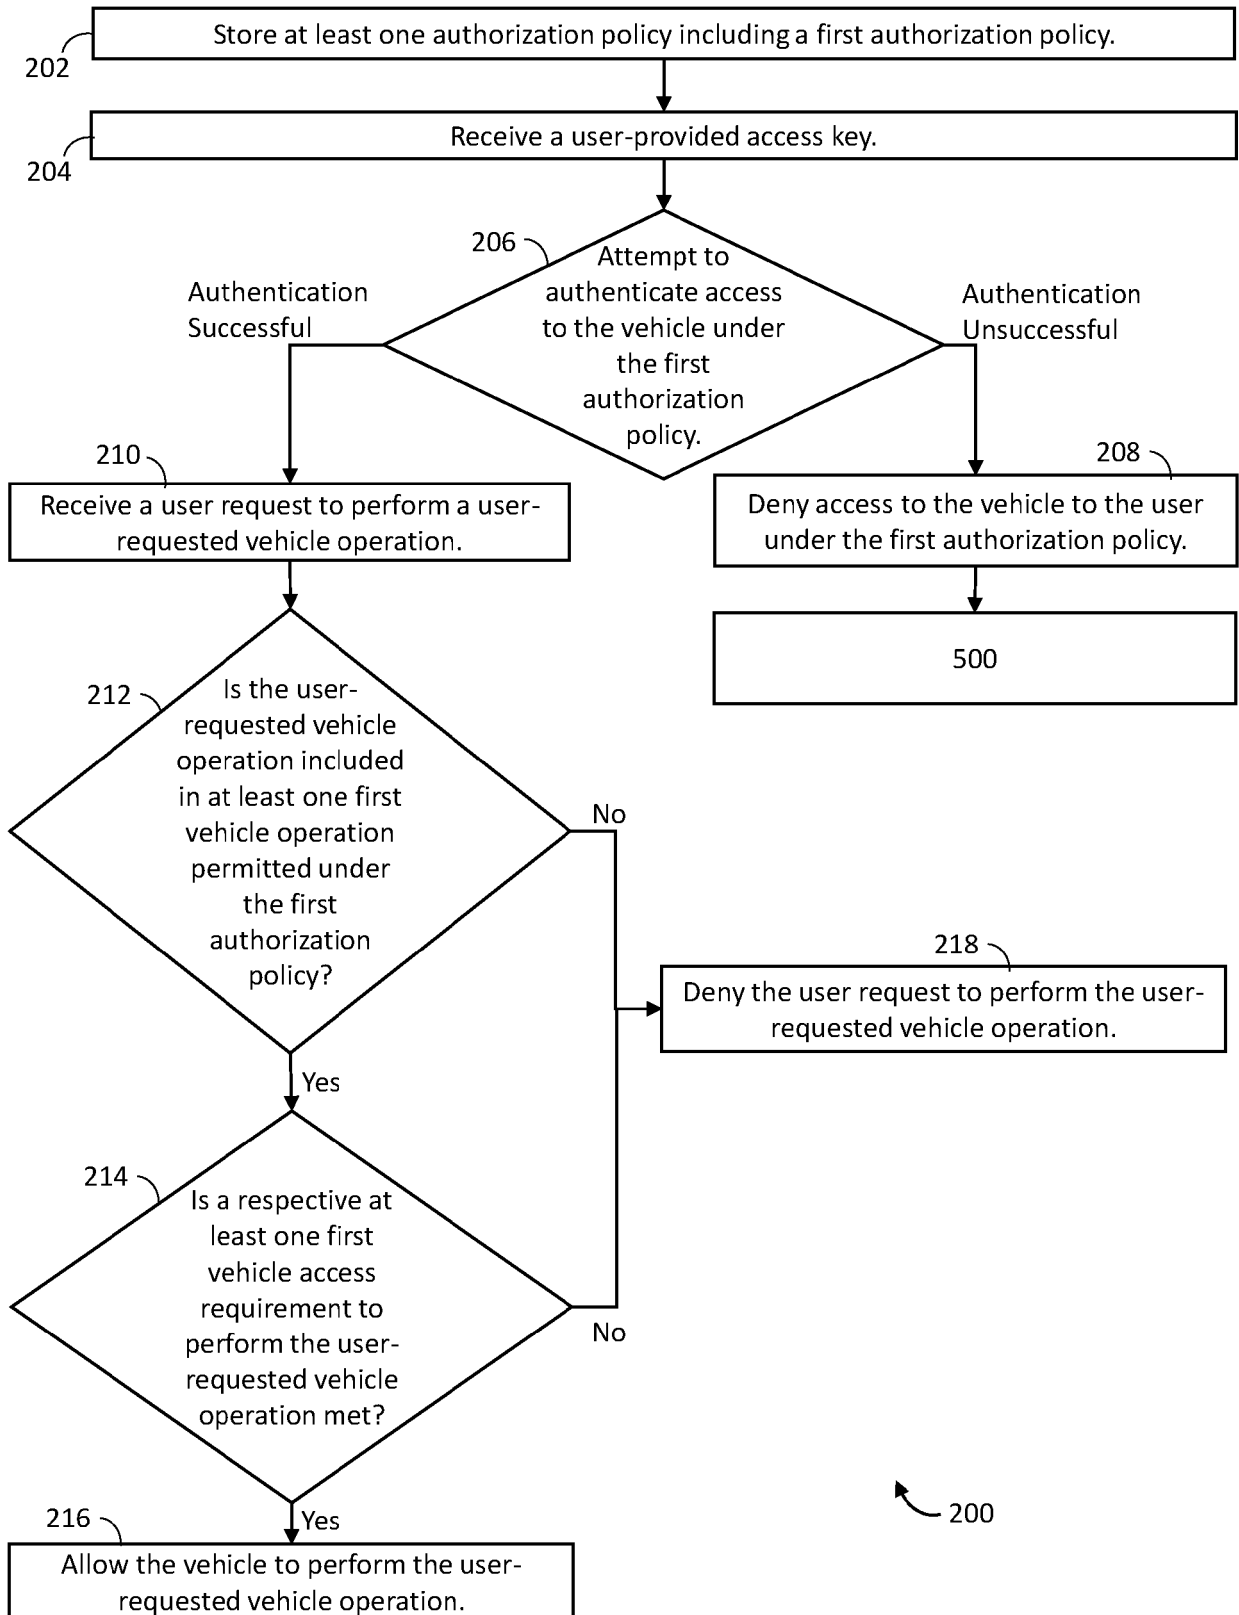 Store at least one authorization policy including a first authorization policy.
202
Receive a user-provided access key.
204
206
Attempt to
authenticate access
to the vehicle under
the first
authorization
policy.
Authentication
Successful
Authentication
Unsuccessful
210
Receive a user request to perform a user-
requested vehicle operation.
208
Deny access to the vehicle to the user
under the first authorization policy.
500
212
Is the user-
requested vehicle
operation included
in at least one first
vehicle operation
permitted under
the first
authorization
policy?
No
218
Deny the user request to perform the user-
requested vehicle operation.
Yes
214
Is a respective at
least one first
vehicle access
requirement to
perform the user-
requested vehicle
operation met?
No
Yes
216
Allow the vehicle to perform the user-
requested vehicle operation.
200